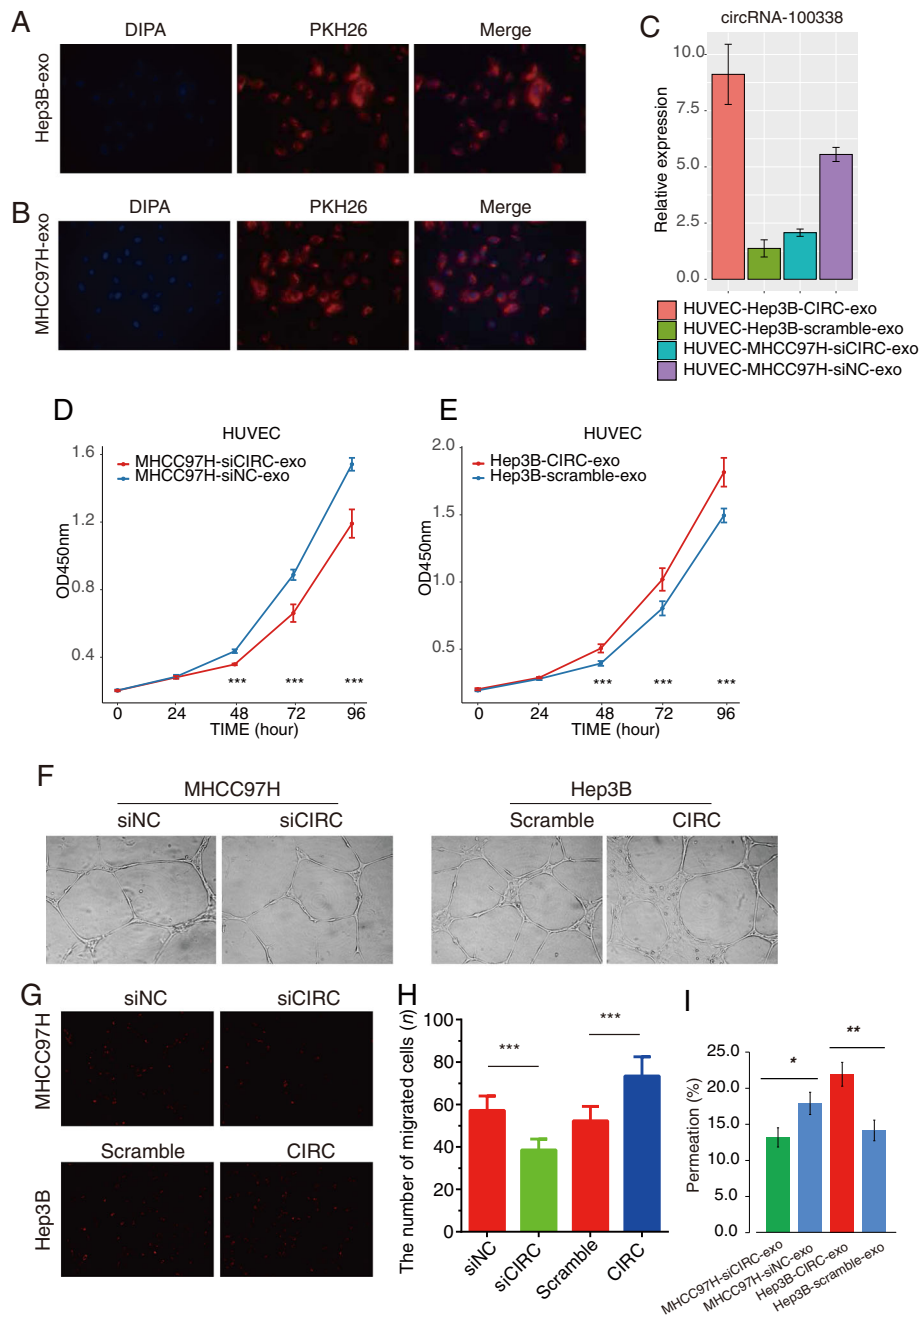 A
DIPA PKH26 Merge
Hep3B-exo
B
DIPA PKH26 Merge
MHCC97H-exo
C
circRNA-100338
Relative expression
10.0
7.5
5.0
2.5
0.0
HUVEC-Hep3B-CIRC-exo
HUVEC-Hep3B-scramble-exo
HUVEC-MHCC97H-siCIRC-exo
HUVEC-MHCC97H-siNC-exo
D
HUVEC
MHCC97H-siCIRC-exo
MHCC97H-siNC-exo
OD450nm
1.6
1.2
0.8
0.4
*** *** ***
0 24 48 72 96
TIME (hour)
E
HUVEC
Hep3B-CIRC-exo
Hep3B-scramble-exo
OD450nm
2.0
1.5
1.0
0.5
*** *** ***
0 24 48 72 96
TIME (hour)
F
MHCC97H
siNC siCIRC
Hep3B
Scramble CIRC
G
siNC siCIRC
MHCC97H
Scramble CIRC
Hep3B
H
The number of migrated cells (n)
100
80
60
40
20
0
*** ***
siNC siCIRC Scramble CIRC
I
Permeation (%)
25.0
20.0
15.0
10.0
5.0
0.0
* **
MHCC97H-siCIRC-exo
MHCC97H-siNC-exo
Hep3B-CIRC-exo
Hep3B-scramble-exo